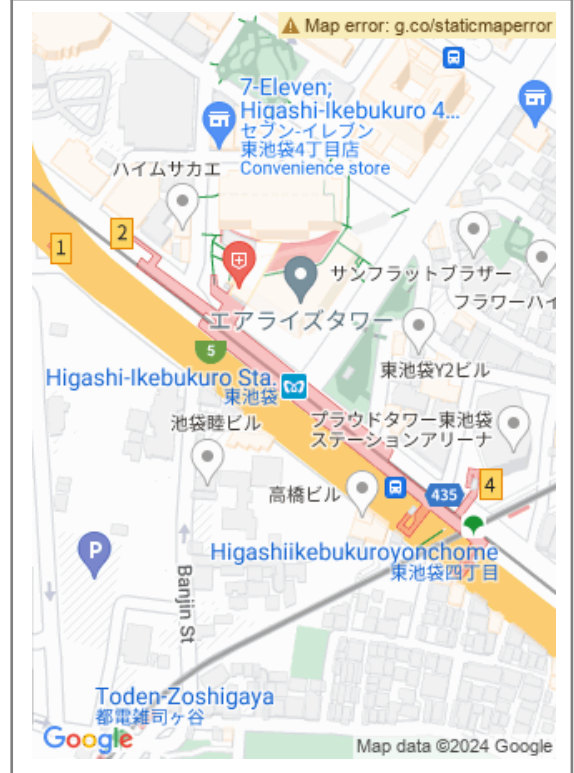 Map error: g.co/staticmaperror
7-Eleven;
Higashi-Ikebukuro 4...
セブン-イレブン
東池袋4丁目店
Convenience store
ハイムサカエ
2
1
サンフラットブラザー
フラワーハイ
エアライズタワー
5
東池袋Y2ビル
Higashi-Ikebukuro Sta.
東池袋
池袋睦ビル
プラウドタワー東池袋
ステーションアリーナ
高橋ビル
435
4
P
Higashiikebukuroyonchome
東池袋四丁目
Banjin St
Toden-Zoshigaya
都電雑司ヶ谷
Google
Map data ©2024 Google